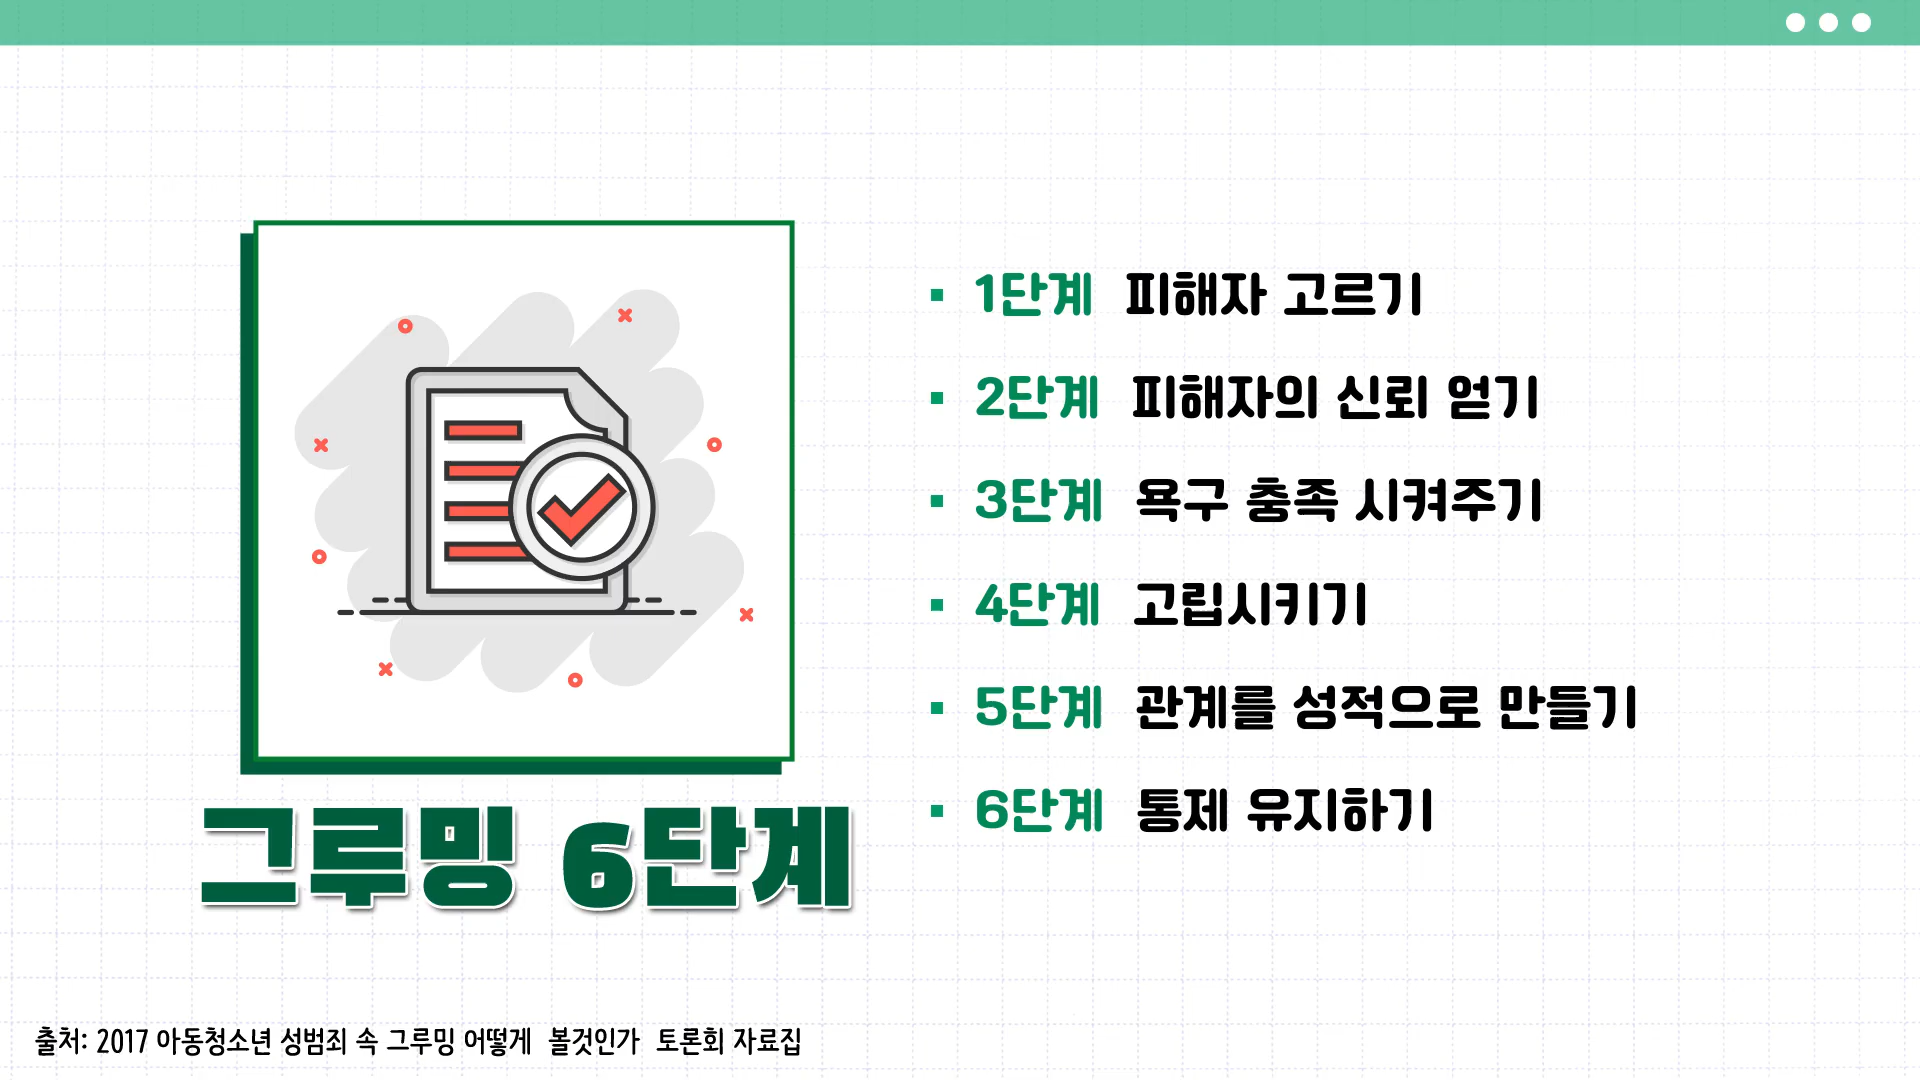 1단계 피해자 고르기
2단계 피해자의 신뢰 얻기
3단계 욕구 충족 시켜주기
4단계 고립시키기
5단계 관계를 성적으로 만들기
6단계 통제 유지하기
그루밍 6단계
출처: 2017 아동청소년 성범죄 속 그루밍 어떻게 볼것인가 토론회 자료집